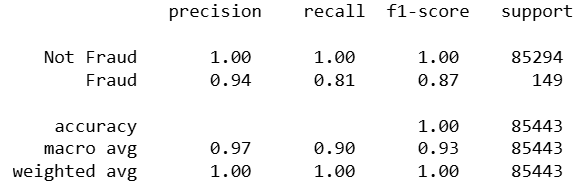 precision recall f1-score support
Not Fraud 1.00 1.00 1.00 85294
Fraud 0.94 0.81 0.87 149
accuracy 1.00 85443
macro avg 0.97 0.90 0.93 85443
weighted avg 1.00 1.00 1.00 85443